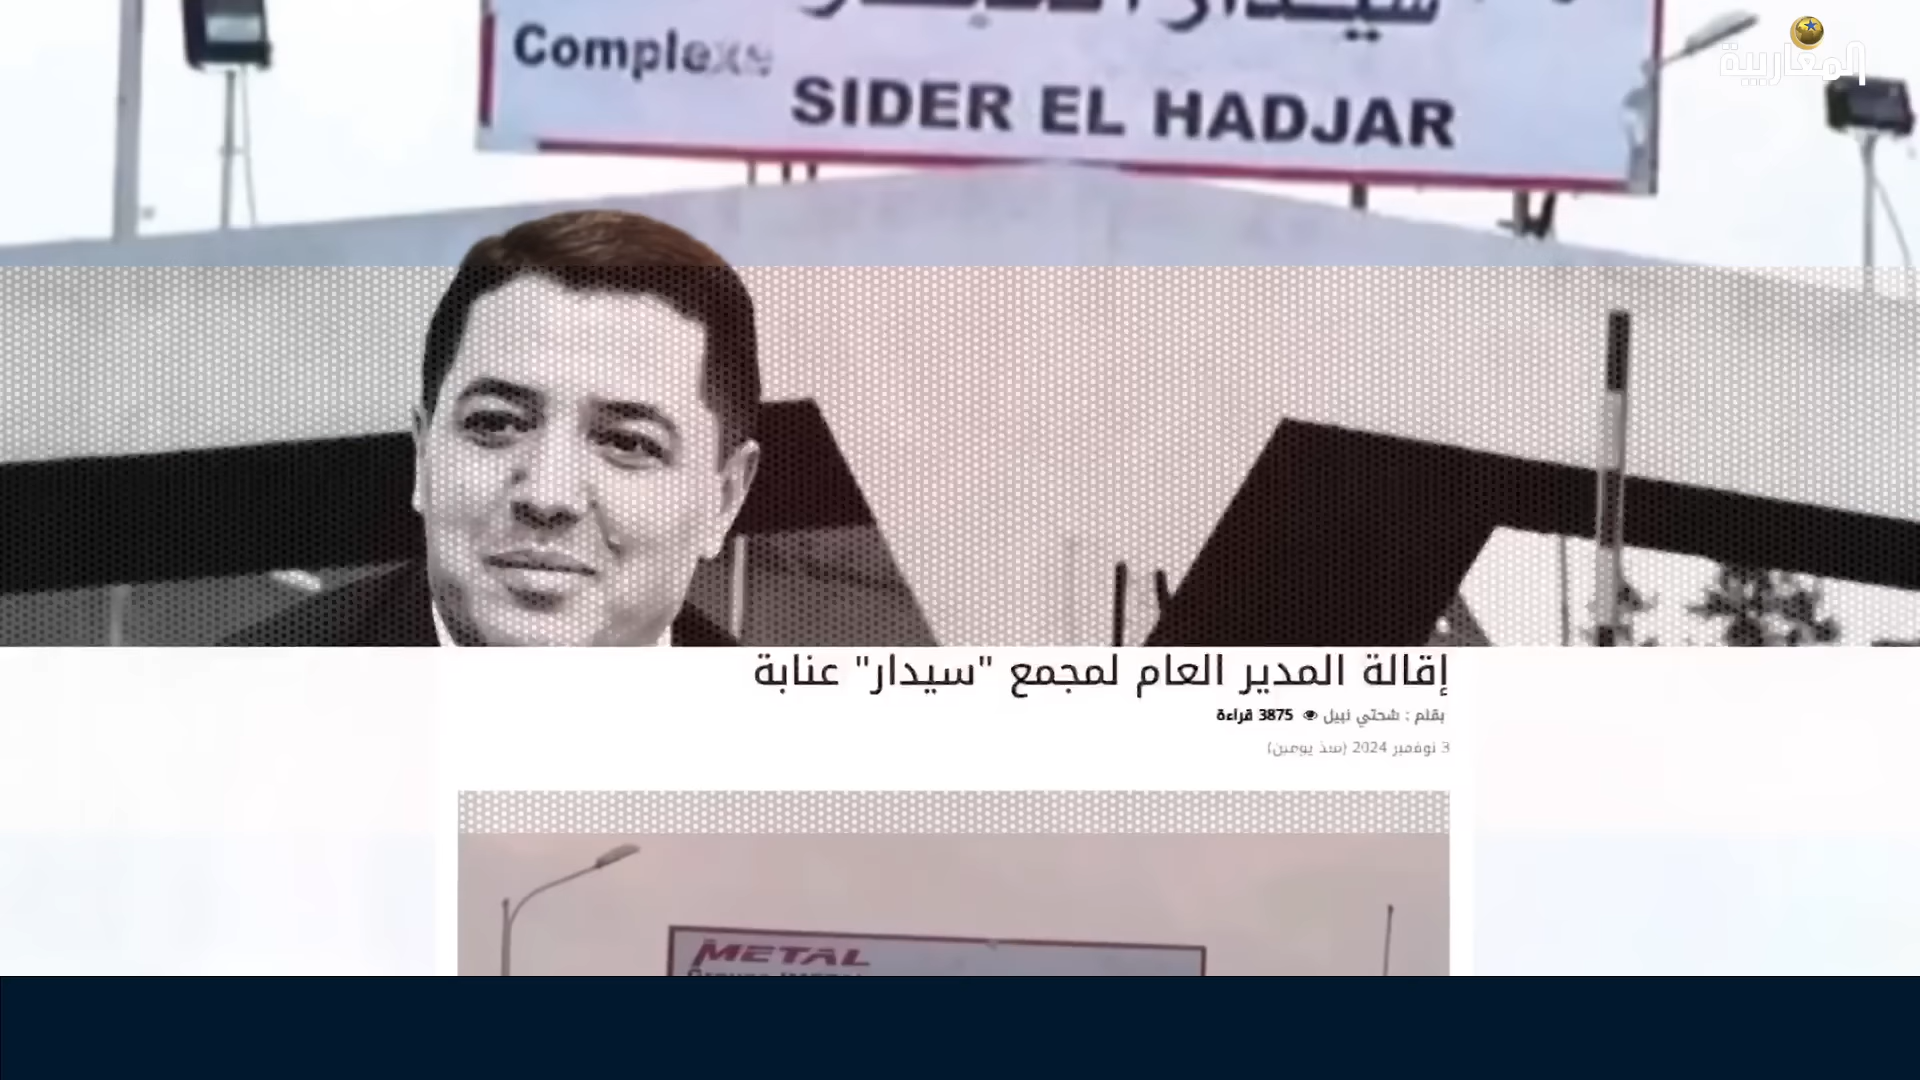 المغاربية
Complexe
SIDER EL HADJAR
إقالة المدير العام لمجمع "سيدار" عنابة
بقلم : شحتي نبيل 3875 قراءة
3 نوفمبر 2024 (منذ يومين)
METAL